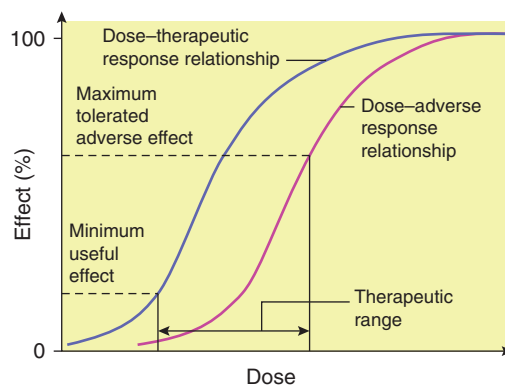 100
Dose–therapeutic
response relationship
Maximum
tolerated
adverse effect
Dose–adverse
response
relationship
Effect (%)
Minimum
useful
effect
Therapeutic
range
0
Dose